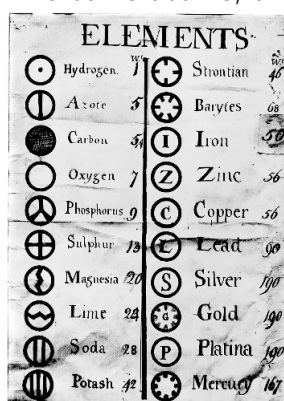 ELEMENTS
Wt
Hydrogen. 1
Azote 5
Carbon 5,4
Oxygen 7
Phosphorus 9
Sulphur 13
Magnesia 20
Lime 24
Soda 28
Potash 42
Wt
Strontian 46
Barytes 68
I Iron 50
Z Zinc 56
C Copper 56
L Lead 90
S Silver 190
G Gold 190
P Platina 190
Mercury 167